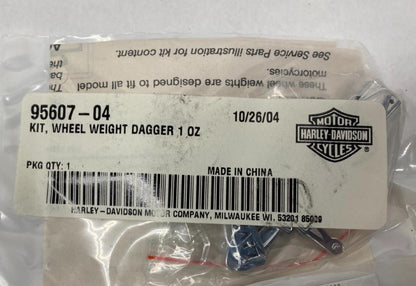 See Service Parts illustration for kit content.
motorcycles.
These wheel weights are designed to fit all model
95607-04
10/26/04
KIT, WHEEL WEIGHT DAGGER 1 OZ
MOTOR
HARLEY-DAVIDSON
CYCLES
®
PKG QTY: 1
MADE IN CHINA
HARLEY-DAVIDSON MOTOR COMPANY, MILWAUKEE WI. 53201